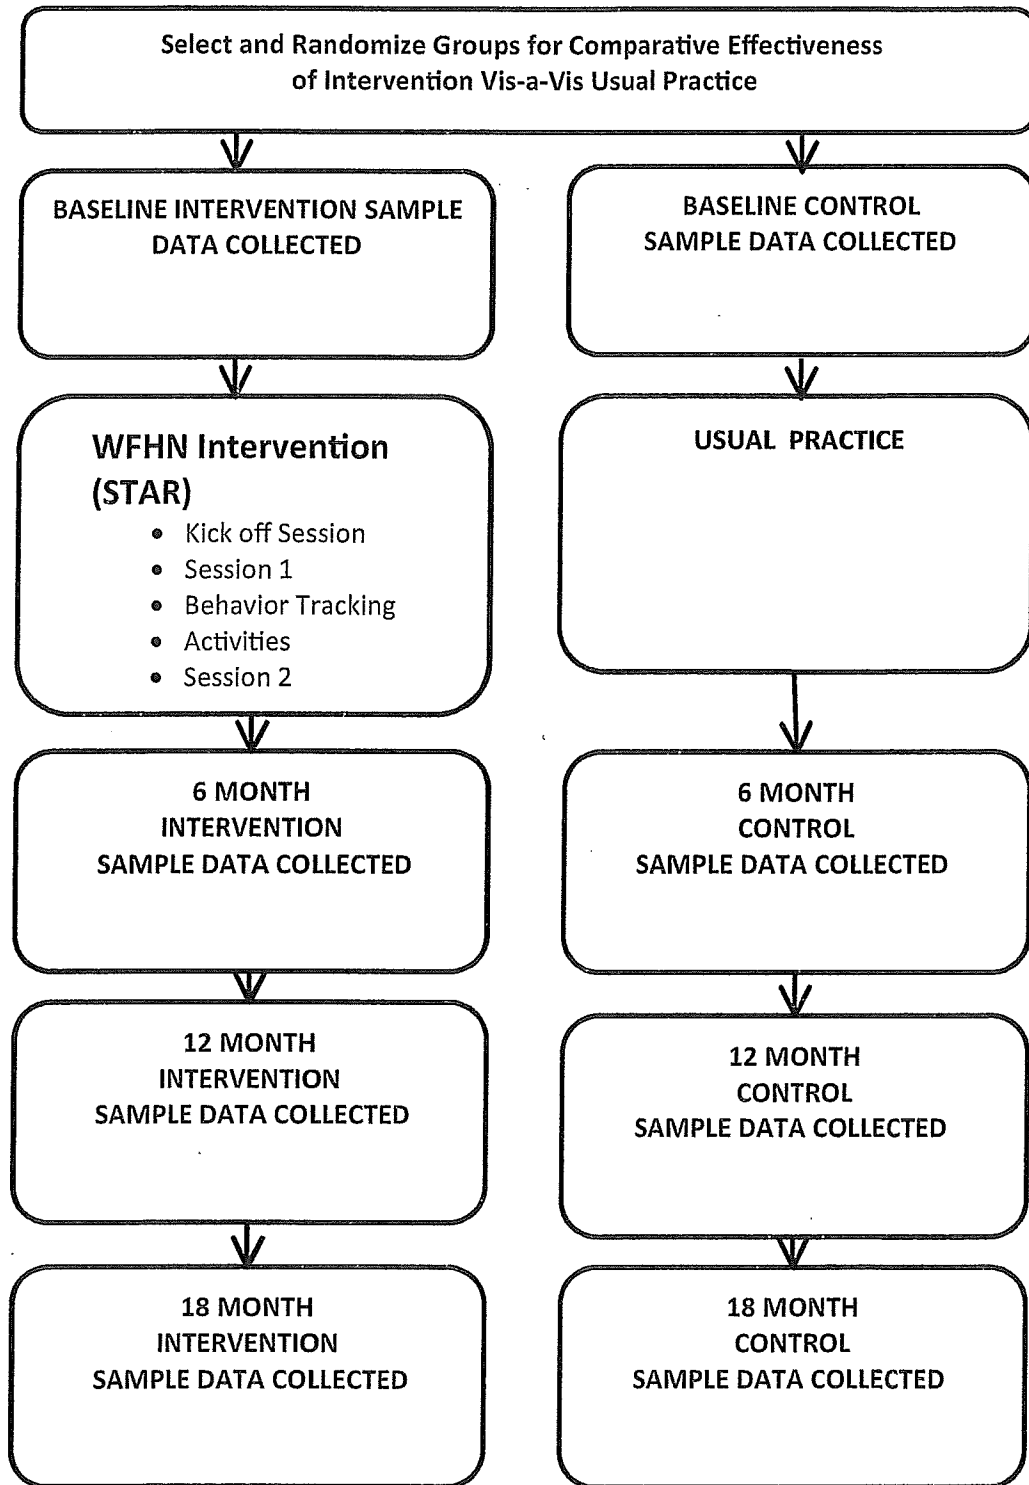 Select and Randomize Groups for Comparative Effectiveness
of Intervention Vis-a-Vis Usual Practice
BASELINE INTERVENTION SAMPLE
DATA COLLECTED
BASELINE CONTROL
SAMPLE DATA COLLECTED
WFHN Intervention
(STAR)
• Kick off Session
• Session 1
• Behavior Tracking
• Activities
• Session 2
USUAL PRACTICE
6 MONTH
INTERVENTION
SAMPLE DATA COLLECTED
6 MONTH
CONTROL
SAMPLE DATA COLLECTED
12 MONTH
INTERVENTION
SAMPLE DATA COLLECTED
12 MONTH
CONTROL
SAMPLE DATA COLLECTED
18 MONTH
INTERVENTION
SAMPLE DATA COLLECTED
18 MONTH
CONTROL
SAMPLE DATA COLLECTED